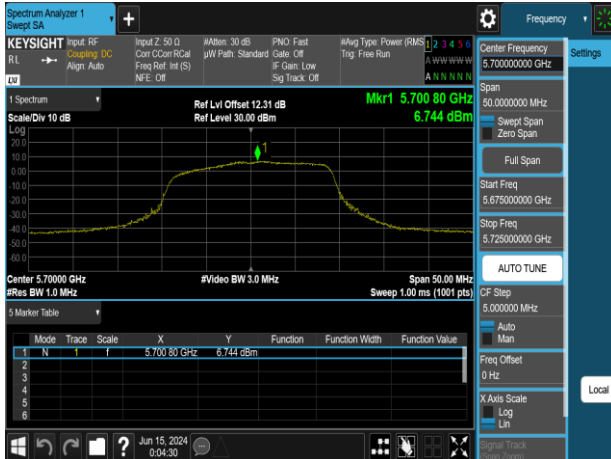 Spectrum Analyzer 1
Swept SA
Frequency
KEYSIGHT
R L
LXI
Input: RF
Coupling: DC
Align: Auto
Input Z: 50 Ω
Corr CCorr RCal
Freq Ref: Int (S)
NFE: Off
#Atten: 30 dB
µW Path: Standard
PNO: Fast
Gate: Off
IF Gain: Low
Sig Track: Off
#Avg Type: Power (RMS
Trig: Free Run
1 2 3 4 5 6
A W W W W W
A N N N N N
1 Spectrum
Scale/Div 10 dB
Ref Lvl Offset 12.31 dB
Ref Level 30.00 dBm
Mkr1 5.700 80 GHz
6.744 dBm
Log
20.0
10.0
0.00
-10.0
-20.0
-30.0
-40.0
-50.0
-60.0
1
Center 5.70000 GHz
#Res BW 1.0 MHz
#Video BW 3.0 MHz
Span 50.00 MHz
Sweep 1.00 ms (1001 pts)
5 Marker Table
Mode Trace Scale X Y Function Function Width Function Value
1 N 1 f 5.700 80 GHz 6.744 dBm
2
3
4
5
6
Jun 15, 2024
0:04:30
Center Frequency
5.700000000 GHz
Span
50.0000000 MHz
Swept Span
Zero Span
Full Span
Start Freq
5.675000000 GHz
Stop Freq
5.725000000 GHz
AUTO TUNE
CF Step
5.000000 MHz
Auto
Man
Freq Offset
0 Hz
X Axis Scale
Log
Lin
Signal Track
(Span Zoom)
Settings
Local